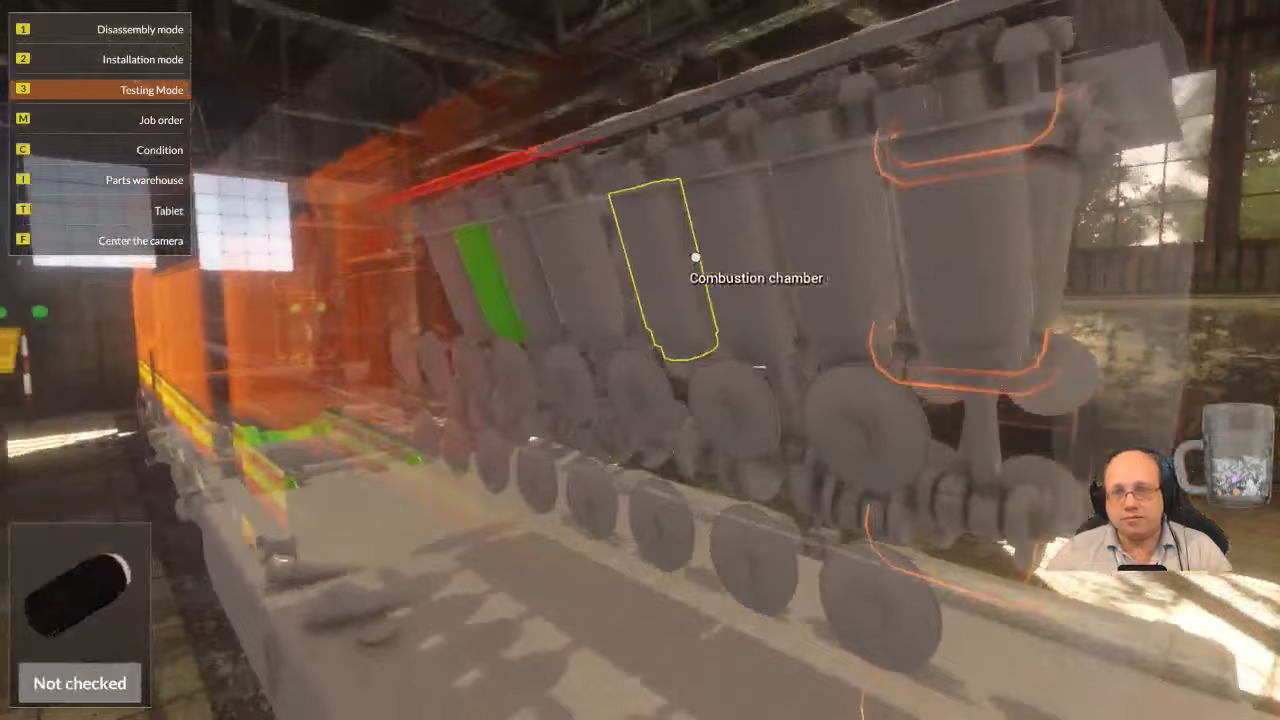 1 Disassembly mode
2 Installation mode
3 Testing Mode
M Job order
C Condition
I Parts warehouse
T Tablet
F Center the camera
Combustion chamber
Not checked